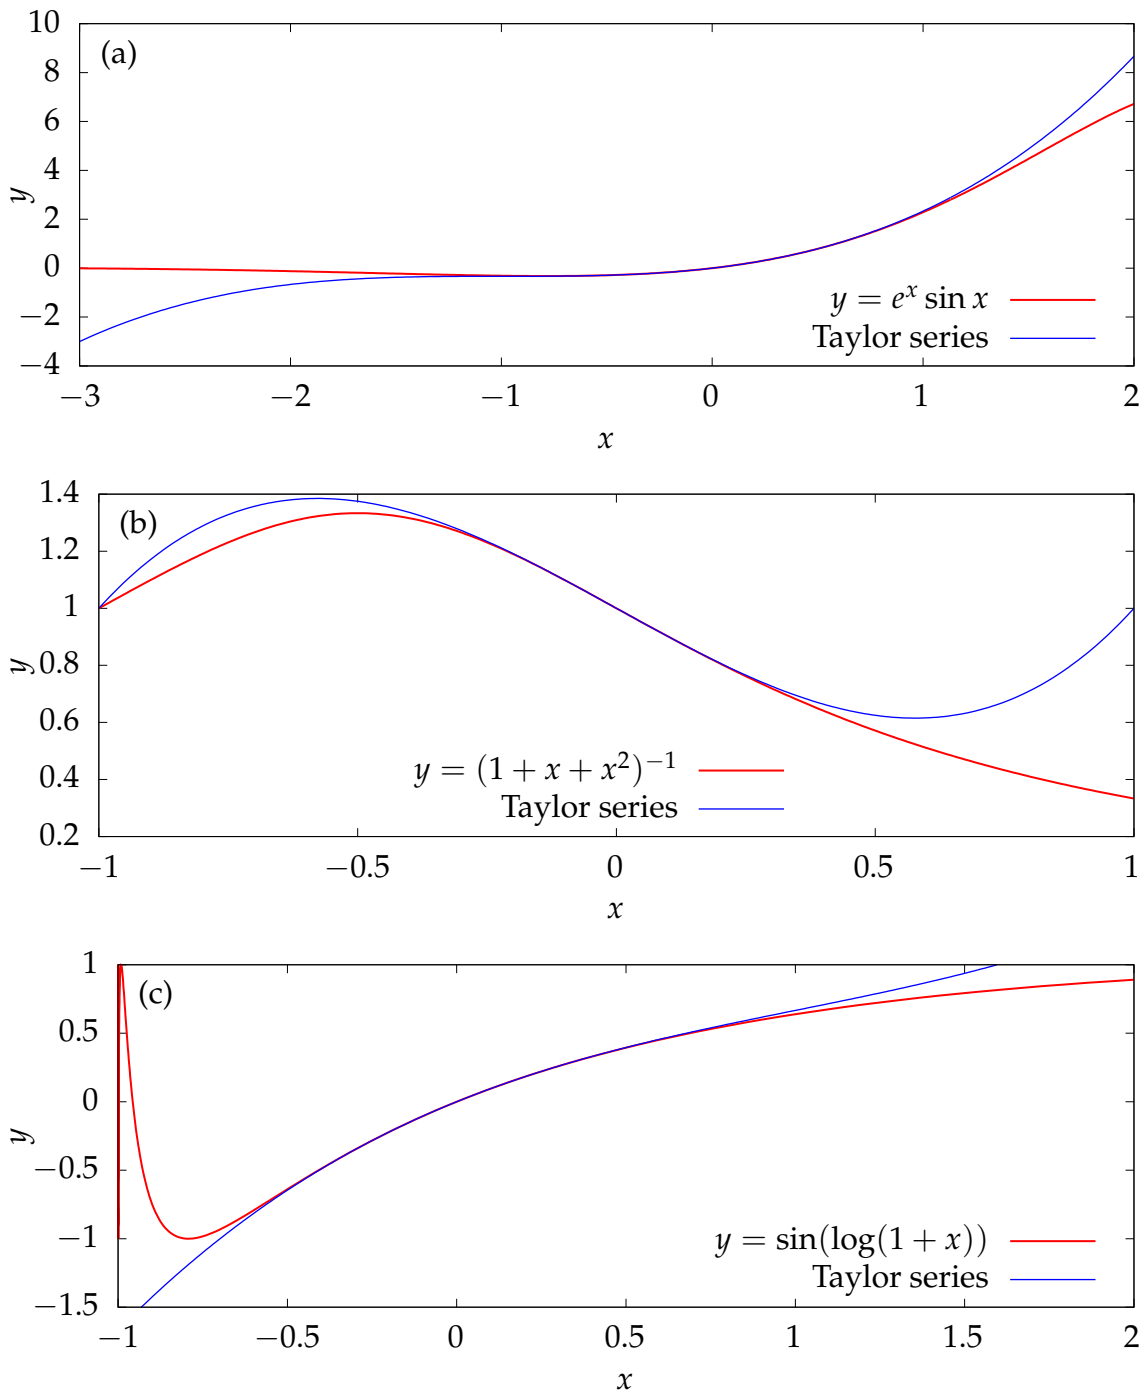 10
(a)
8
6
4
y
2
0
y = e^x sin x
−2
Taylor series
−4
−3 −2 −1 0 1 2
x
1.4
(b)
1.2
1
y
0.8
0.6
y = (1 + x + x²)⁻¹
0.4
Taylor series
0.2
−1 −0.5 0 0.5 1
x
1
(c)
0.5
0
y
−0.5
−1
y = sin(log(1 + x))
Taylor series
−1.5
−1 −0.5 0 0.5 1 1.5 2
x